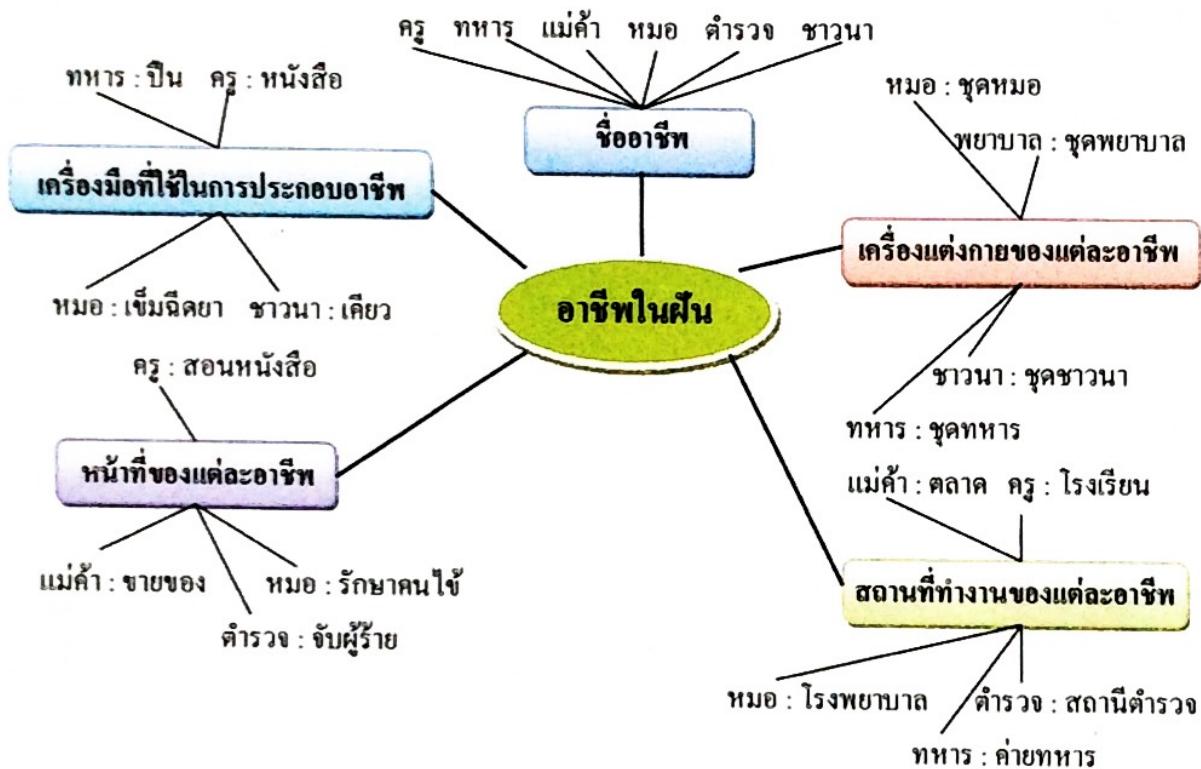 ครู ทหาร แม่ค้า หมอ ตำรวจ ชาวนา
ชื่ออาชีพ
ทหาร : ปืน ครู : หนังสือ
เครื่องมือที่ใช้ในการประกอบอาชีพ
หมอ : เข็มฉีดยา ชาวนา : เคียว
หมอ : ชุดหมอ
พยาบาล : ชุดพยาบาล
เครื่องแต่งกายของแต่ละอาชีพ
ชาวนา : ชุดชาวนา
ทหาร : ชุดทหาร
อาชีพในฝัน
ครู : สอนหนังสือ
หน้าที่ของแต่ละอาชีพ
แม่ค้า : ขายของ หมอ : รักษาคนไข้
ตำรวจ : จับผู้ร้าย
แม่ค้า : ตลาด ครู : โรงเรียน
สถานที่ทำงานของแต่ละอาชีพ
หมอ : โรงพยาบาล ตำรวจ : สถานีตำรวจ
ทหาร : ค่ายทหาร